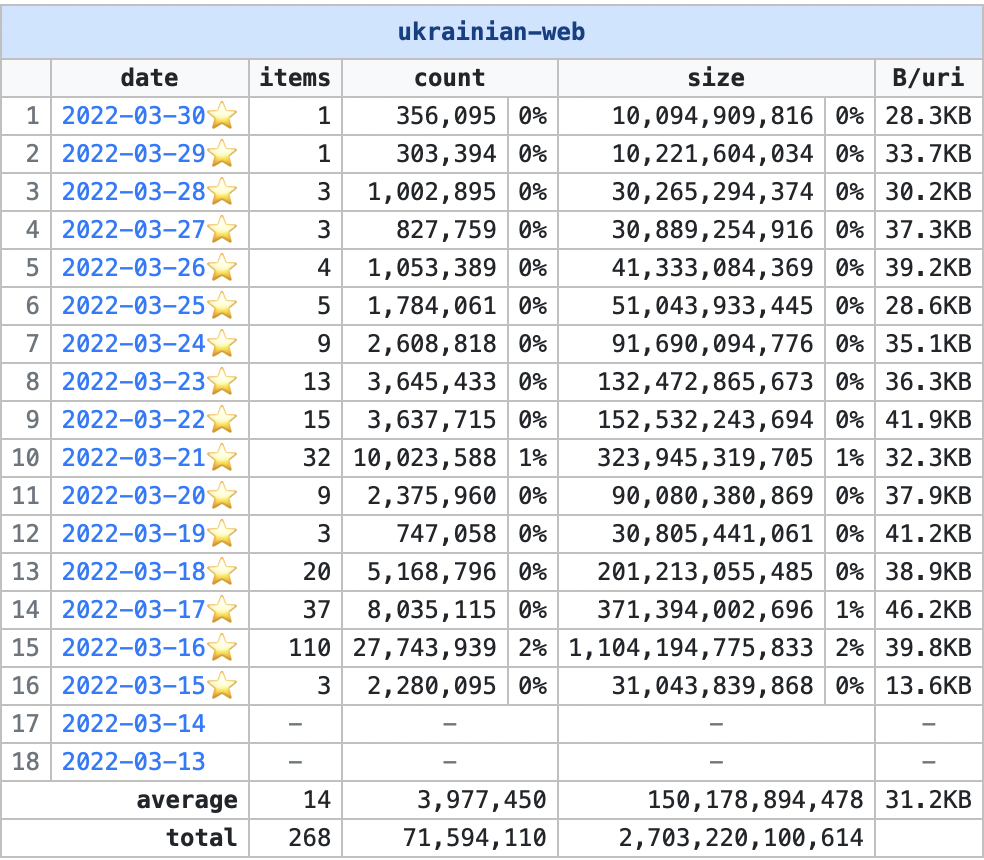 ukrainian-web
date items count size B/uri
1 2022-03-30⭐ 1 356,095 0% 10,094,909,816 0% 28.3KB
2 2022-03-29⭐ 1 303,394 0% 10,221,604,034 0% 33.7KB
3 2022-03-28⭐ 3 1,002,895 0% 30,265,294,374 0% 30.2KB
4 2022-03-27⭐ 3 827,759 0% 30,889,254,916 0% 37.3KB
5 2022-03-26⭐ 4 1,053,389 0% 41,333,084,369 0% 39.2KB
6 2022-03-25⭐ 5 1,784,061 0% 51,043,933,445 0% 28.6KB
7 2022-03-24⭐ 9 2,608,818 0% 91,690,094,776 0% 35.1KB
8 2022-03-23⭐ 13 3,645,433 0% 132,472,865,673 0% 36.3KB
9 2022-03-22⭐ 15 3,637,715 0% 152,532,243,694 0% 41.9KB
10 2022-03-21⭐ 32 10,023,588 1% 323,945,319,705 1% 32.3KB
11 2022-03-20⭐ 9 2,375,960 0% 90,080,380,869 0% 37.9KB
12 2022-03-19⭐ 3 747,058 0% 30,805,441,061 0% 41.2KB
13 2022-03-18⭐ 20 5,168,796 0% 201,213,055,485 0% 38.9KB
14 2022-03-17⭐ 37 8,035,115 0% 371,394,002,696 1% 46.2KB
15 2022-03-16⭐ 110 27,743,939 2% 1,104,194,775,833 2% 39.8KB
16 2022-03-15⭐ 3 2,280,095 0% 31,043,839,868 0% 13.6KB
17 2022-03-14 – – – –
18 2022-03-13 – – – –
average 14 3,977,450 150,178,894,478 31.2KB
total 268 71,594,110 2,703,220,100,614